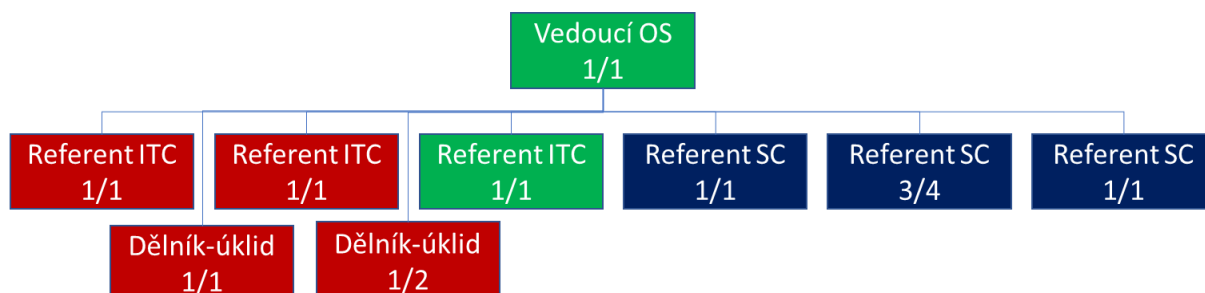 Vedoucí OS
1/1
Referent ITC
1/1
Referent ITC
1/1
Referent ITC
1/1
Referent SC
1/1
Referent SC
3/4
Referent SC
1/1
Dělník-úklid
1/1
Dělník-úklid
1/2